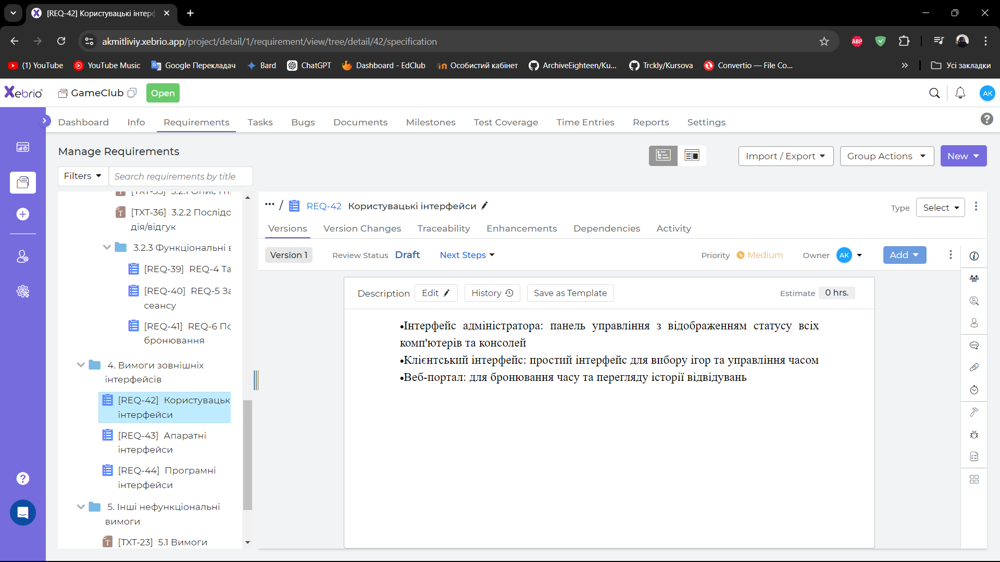 [REQ-42] Користувацькі інтерф
akmitliviy.xebrio.app/project/detail/1/requirement/view/tree/detail/42/specification
ABP
(1) YouTube
YouTube Music
Google Перекладач
Bard
ChatGPT
Dashboard - EdClub
Особистий кабінет
ArchiveEighteen/Ku...
Trckly/Kursova
Convertio — File Co...
Усі закладки
Xebrio
GameClub
Open
AK
Dashboard
Info
Requirements
Tasks
Bugs
Documents
Milestones
Test Coverage
Time Entries
Reports
Settings
Manage Requirements
Import / Export
Group Actions
New
Filters
Search requirements by title
[TXT-36] 3.2.2 Послідо
дія/відгук
3.2.3 Функціональні в
[REQ-39] REQ-4 Та
[REQ-40] REQ-5 За
сеансу
[REQ-41] REQ-6 По
бронювання
4. Вимоги зовнішніх
інтерфейсів
[REQ-42] Користувацьк
інтерфейси
[REQ-43] Апаратні
інтерфейси
[REQ-44] Програмні
інтерфейси
5. Інші нефункціональні
вимоги
[TXT-23] 5.1 Вимоги
... / REQ-42 Користувацькі інтерфейси
Type
Select
Versions
Version Changes
Traceability
Enhancements
Dependencies
Activity
Version 1
Review Status Draft
Next Steps
Priority Medium
Owner AK
Add
Description
Edit
History
Save as Template
Estimate 0 hrs.
•Інтерфейс адміністратора: панель управління з відображенням статусу всіх
комп'ютерів та консолей
•Клієнтський інтерфейс: простий інтерфейс для вибору ігор та управління часом
•Веб-портал: для бронювання часу та перегляду історії відвідувань